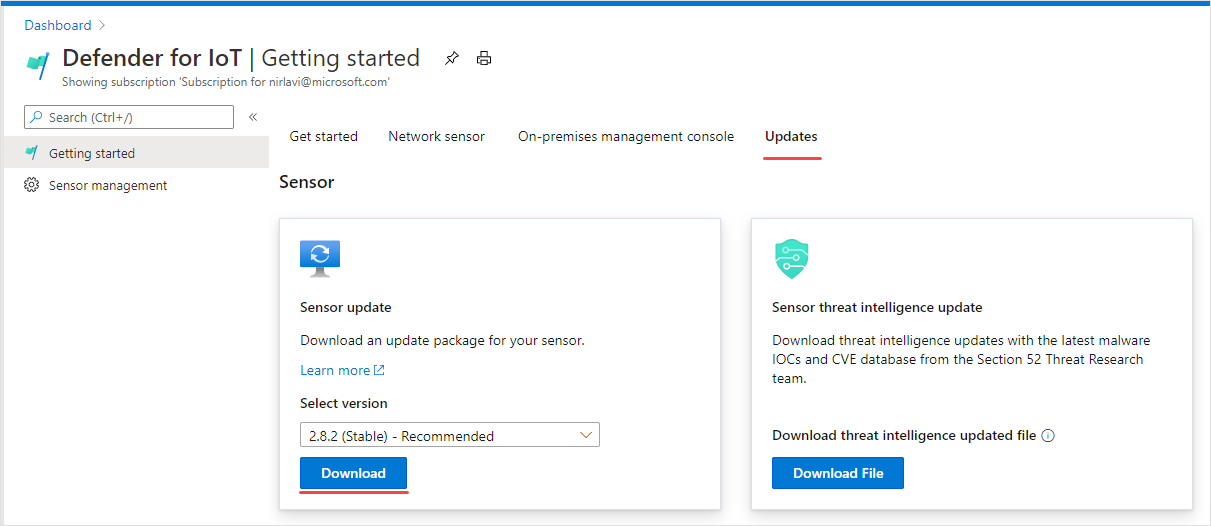 Dashboard
Defender for IoT | Getting started
Showing subscription 'Subscription for nirlavi@microsoft.com'
Search (Ctrl+/)
«
Getting started
Sensor management
Get started
Network sensor
On-premises management console
Updates
Sensor
Sensor update
Download an update package for your sensor.
Learn more
Select version
2.8.2 (Stable) - Recommended
Download
Sensor threat intelligence update
Download threat intelligence updates with the latest malware
IOCs and CVE database from the Section 52 Threat Research
team.
Download threat intelligence updated file
Download File